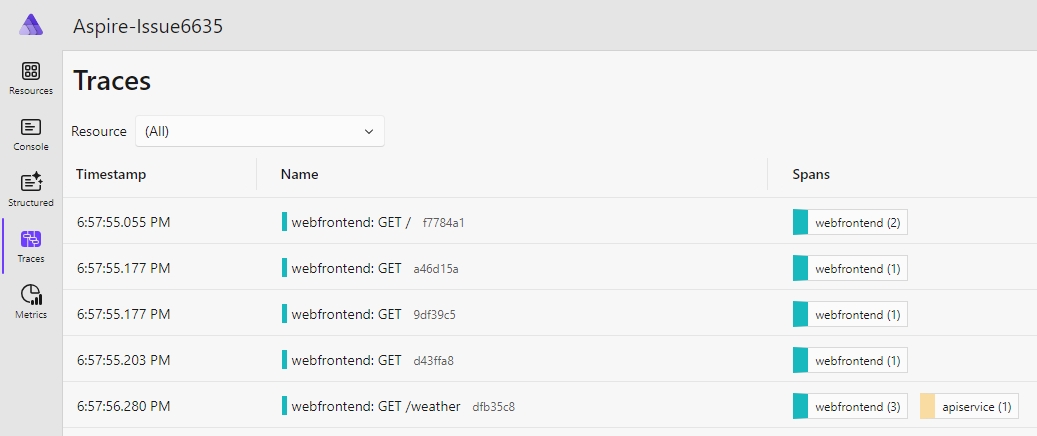 Aspire-Issue6635
Resources
Console
Structured
Traces
Metrics
Traces
Resource (All)
Timestamp Name Spans
6:57:55.055 PM webfrontend: GET / f7784a1 webfrontend (2)
6:57:55.177 PM webfrontend: GET a46d15a webfrontend (1)
6:57:55.177 PM webfrontend: GET 9df39c5 webfrontend (1)
6:57:55.203 PM webfrontend: GET d43ffa8 webfrontend (1)
6:57:56.280 PM webfrontend: GET /weather dfb35c8 webfrontend (3) apiservice (1)